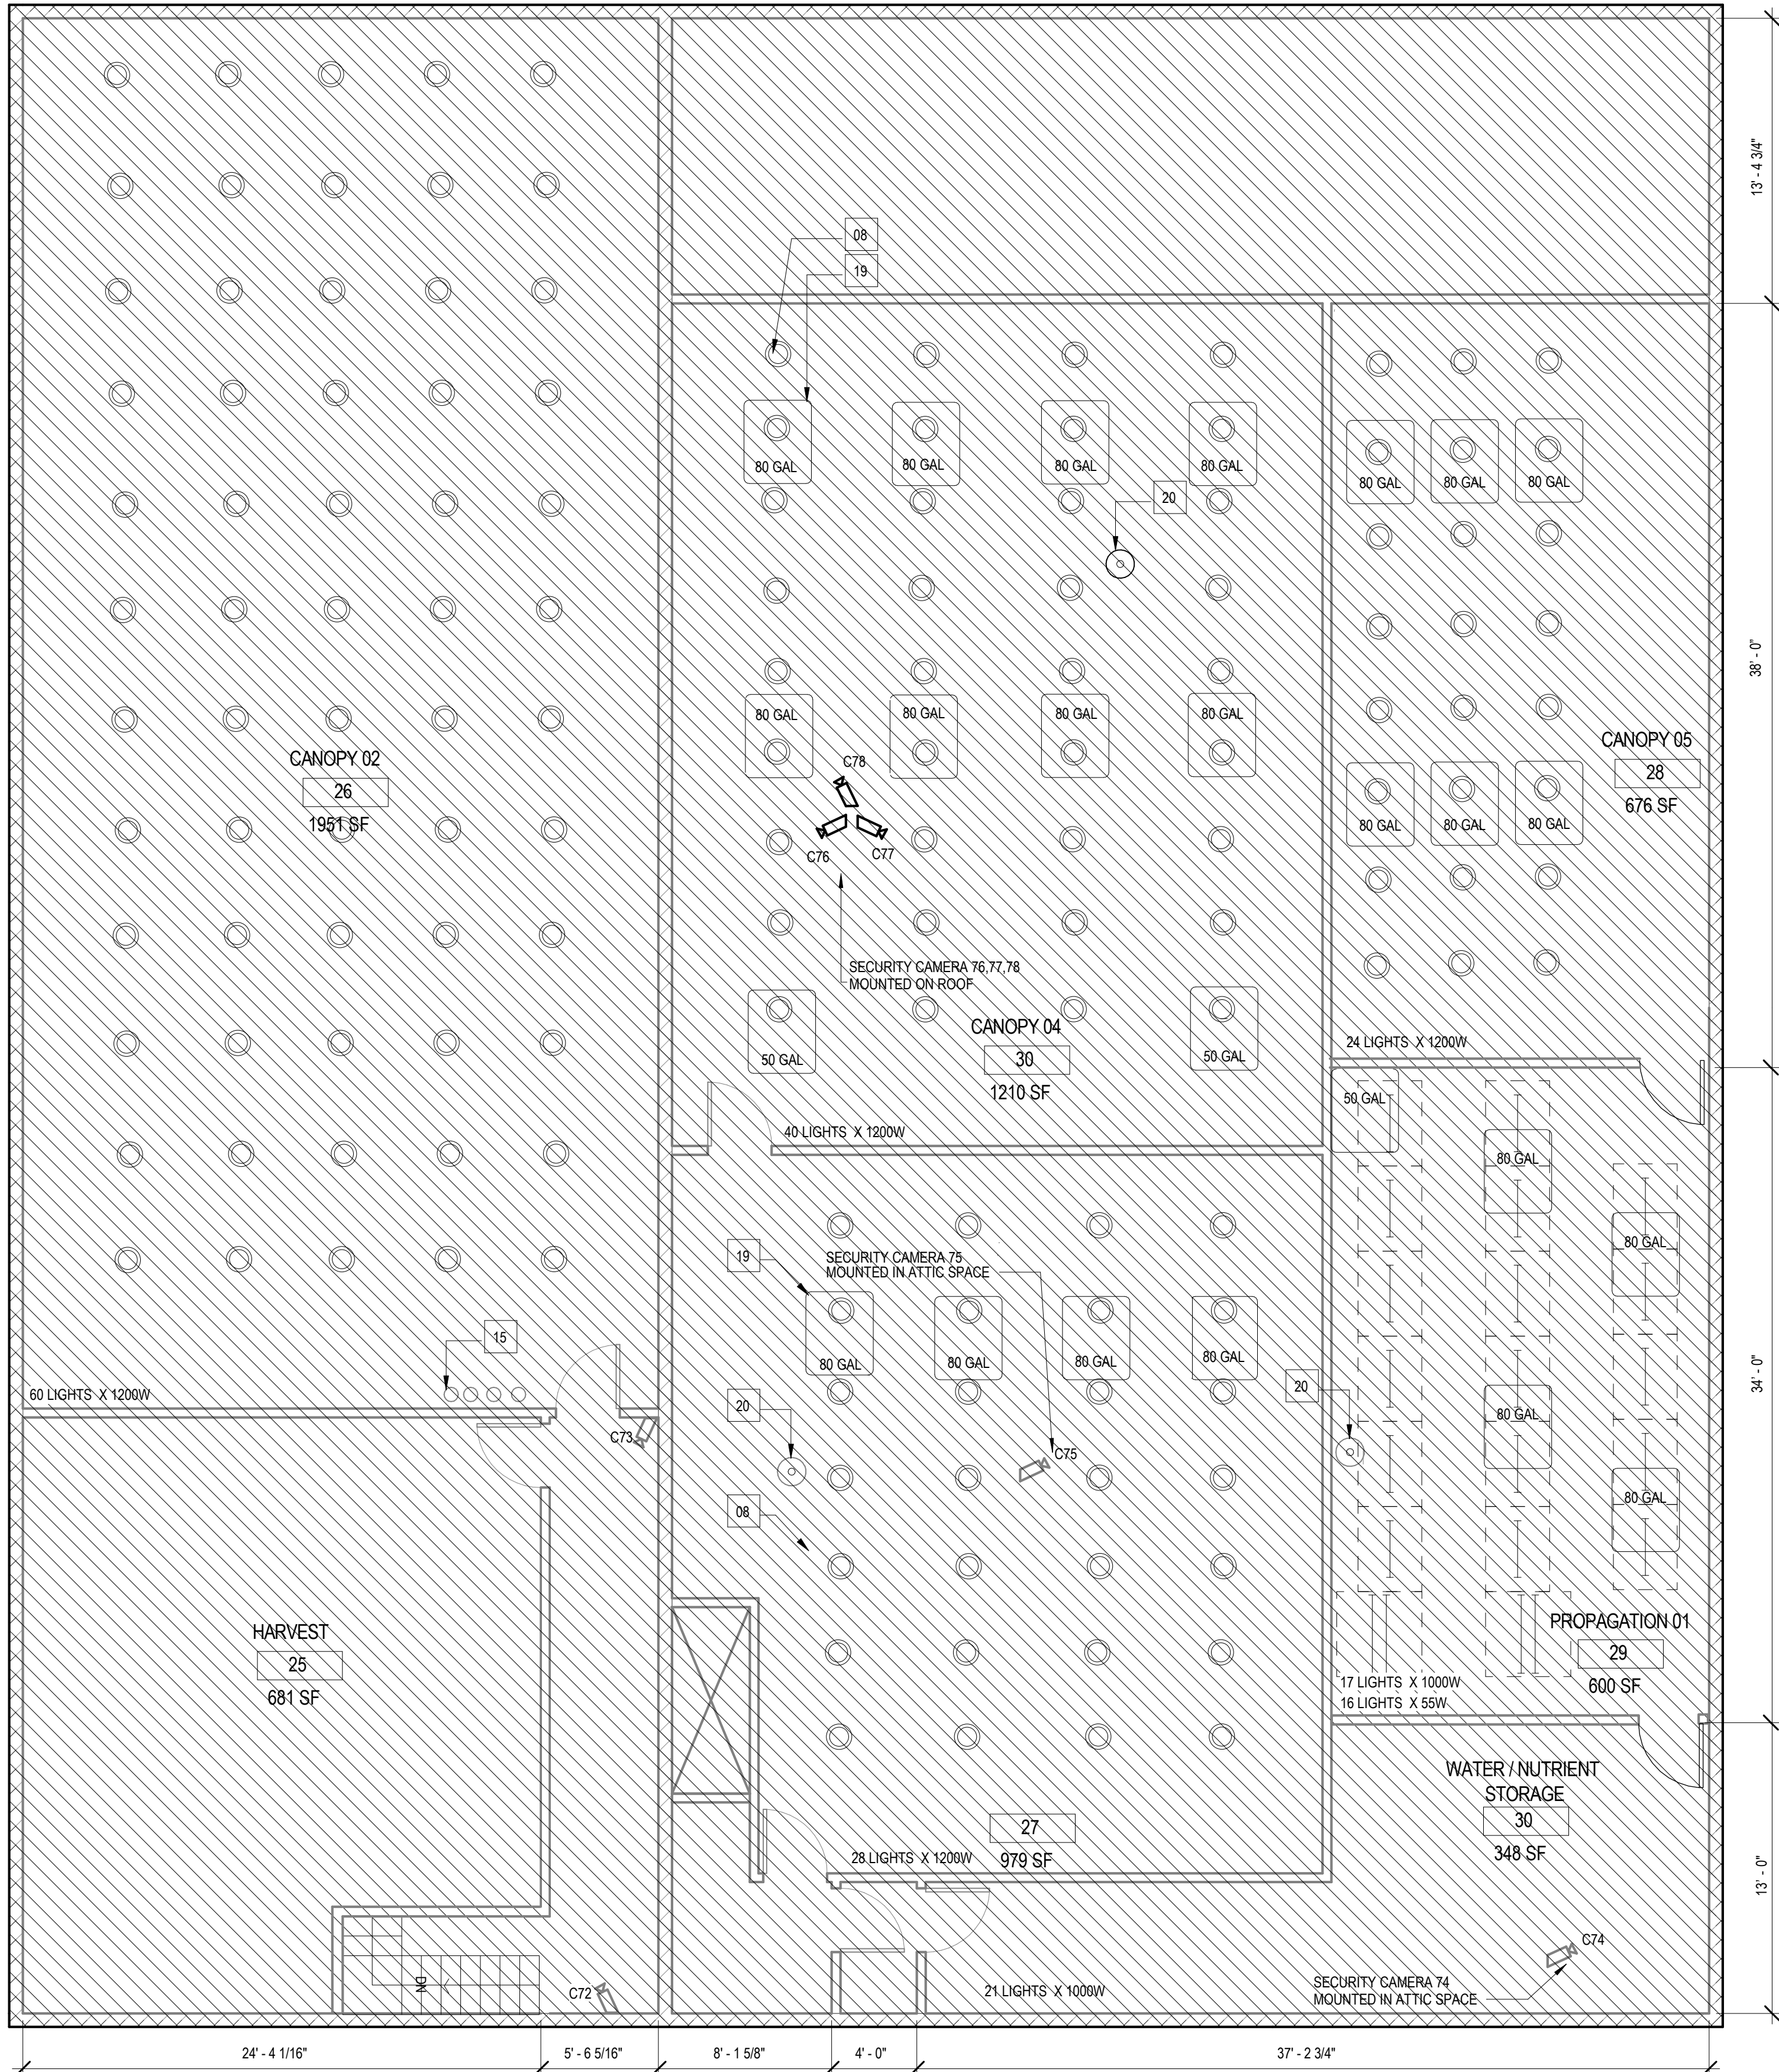 13' - 4 3/4"
08
19
80 GAL
80 GAL
80 GAL
80 GAL
80 GAL
80 GAL
80 GAL
20
38' - 0"
80 GAL
80 GAL
80 GAL
80 GAL
CANOPY 02
26
1951 SF
C78
C76
C77
CANOPY 05
28
676 SF
80 GAL
80 GAL
80 GAL
SECURITY CAMERA 76,77,78
MOUNTED ON ROOF
CANOPY 04
30
1210 SF
50 GAL
50 GAL
24 LIGHTS X 1200W
40 LIGHTS X 1200W
50 GAL
80 GAL
80 GAL
19
SECURITY CAMERA 75
MOUNTED IN ATTIC SPACE
80 GAL
80 GAL
80 GAL
80 GAL
15
60 LIGHTS X 1200W
34' - 0"
20
20
80 GAL
80 GAL
C73
C75
08
HARVEST
25
681 SF
PROPAGATION 01
29
600 SF
17 LIGHTS X 1000W
16 LIGHTS X 55W
WATER / NUTRIENT
STORAGE
30
348 SF
27
979 SF
28 LIGHTS X 1200W
13' - 0"
C74
SECURITY CAMERA 74
MOUNTED IN ATTIC SPACE
21 LIGHTS X 1000W
DN
C72
24' - 4 1/16"
5' - 6 5/16"
8' - 1 5/8"
4' - 0"
37' - 2 3/4"